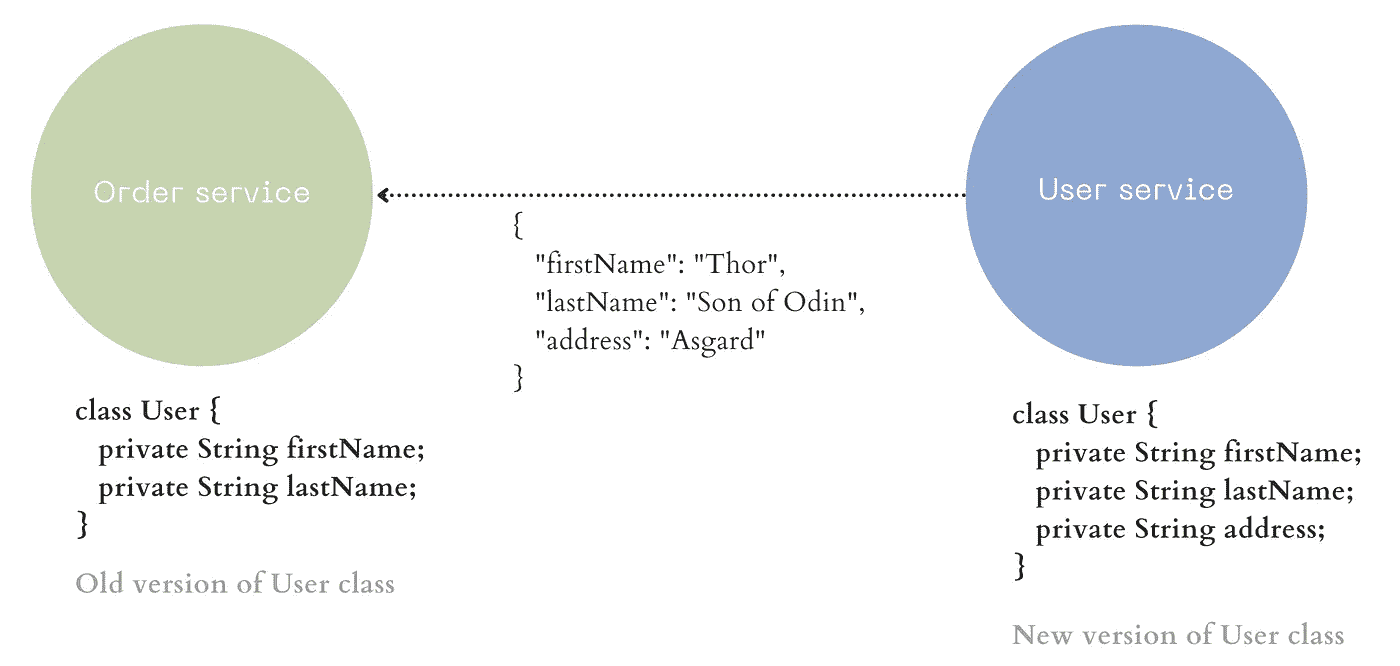 Order service
User service
{
"firstName": "Thor",
"lastName": "Son of Odin",
"address": "Asgard"
}
class User {
private String firstName;
private String lastName;
}
Old version of User class
class User {
private String firstName;
private String lastName;
private String address;
}
New version of User class